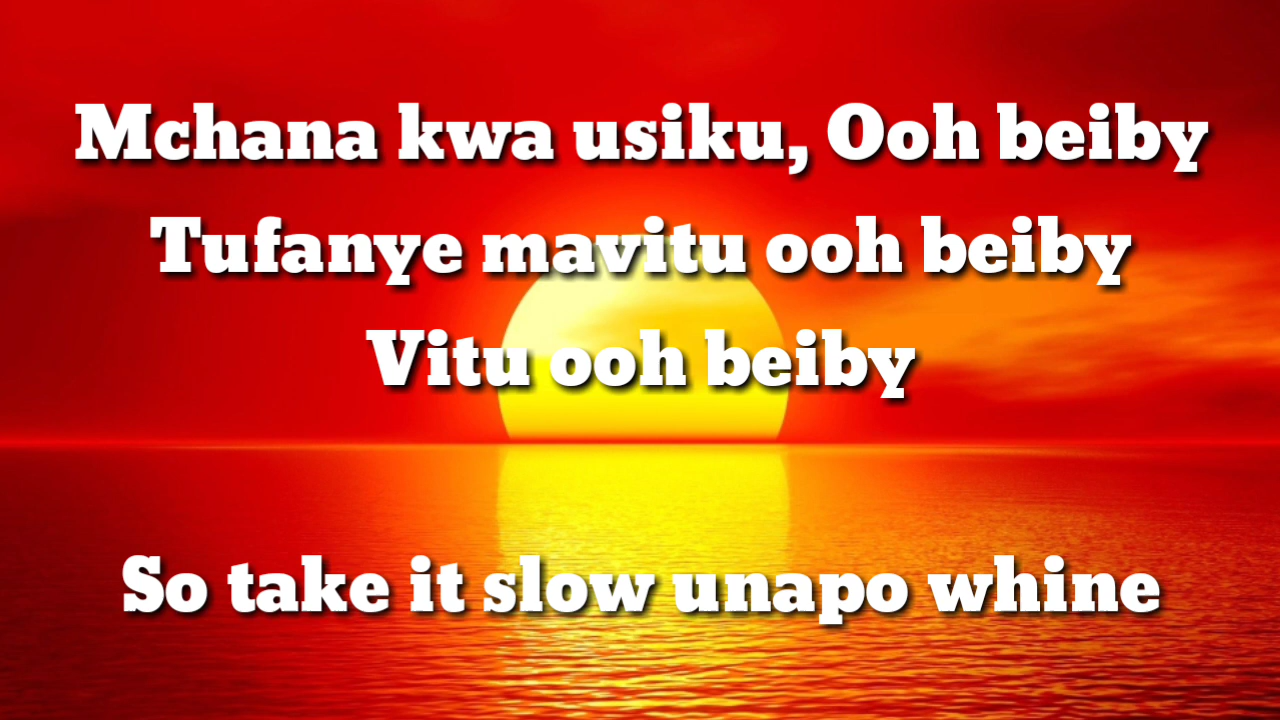 Mchana kwa usiku, Ooh beiby
Tufanye mavitu ooh beiby
Vitu ooh beiby
So take it slow unapo whine